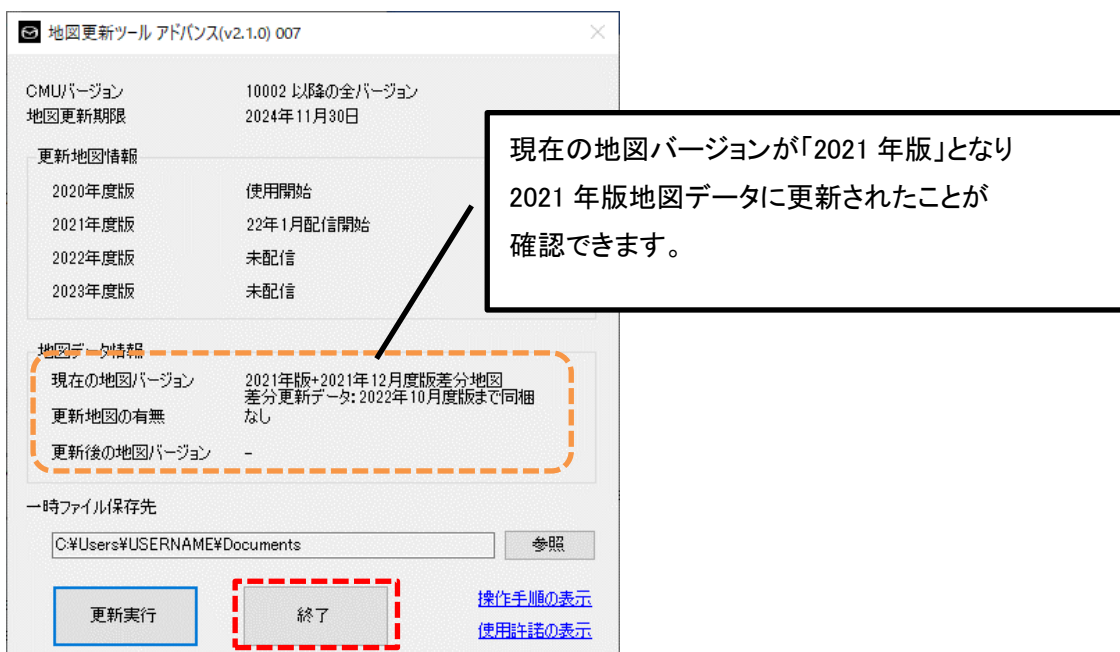 地図更新ツール アドバンス(v2.1.0) 007
CMUバージョン 10002 以降の全バージョン
地図更新期限 2024年11月30日
更新地図情報
2020年度版 使用開始
2021年度版 22年1月配信開始
2022年度版 未配信
2023年度版 未配信
現在の地図バージョンが「2021 年版」となり
2021 年版地図データに更新されたことが
確認できます。
地図データ情報
現在の地図バージョン 2021年版+2021年12月度版差分地図
差分更新データ: 2022年10月度版まで同梱
更新地図の有無 なし
更新後の地図バージョン -
一時ファイル保存先
C:¥Users¥USERNAME¥Documents 参照
更新実行 終了
操作手順の表示
使用許諾の表示